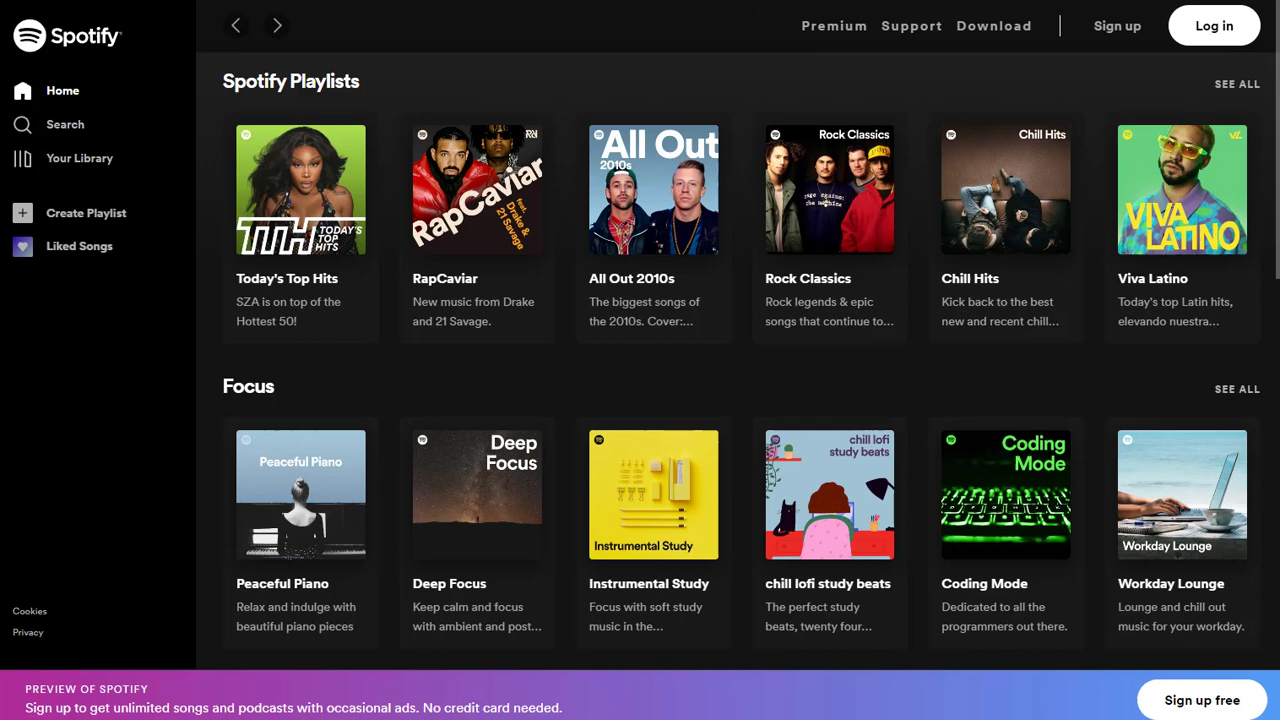 Spotify
Premium Support Download Sign up Log in
Home
Search
Your Library
Create Playlist
Liked Songs
Cookies
Privacy
Spotify Playlists
SEE ALL
TTH TODAY'S TOP HITS
Today's Top Hits
SZA is on top of the
Hottest 50!
RapCaviar
feat. Drake & 21 Savage
RapCaviar
New music from Drake
and 21 Savage.
All Out
2010s
All Out 2010s
The biggest songs of
the 2010s. Cover:...
Rock Classics
rage against the machine
Rock Classics
Rock legends & epic
songs that continue to...
Chill Hits
Chill Hits
Kick back to the best
new and recent chill...
VL
VIVA
LATINO
Viva Latino
Today's top Latin hits,
elevando nuestra...
Focus
SEE ALL
Peaceful Piano
Peaceful Piano
Relax and indulge with
beautiful piano pieces
Deep
Focus
Deep Focus
Keep calm and focus
with ambient and post...
Instrumental Study
Instrumental Study
Focus with soft study
music in the...
chill lofi
study beats
chill lofi study beats
The perfect study
beats, twenty four...
Coding
Mode
Coding Mode
Dedicated to all the
programmers out there.
Workday Lounge
Workday Lounge
Lounge and chill out
music for your workday.
PREVIEW OF SPOTIFY
Sign up to get unlimited songs and podcasts with occasional ads. No credit card needed.
Sign up free